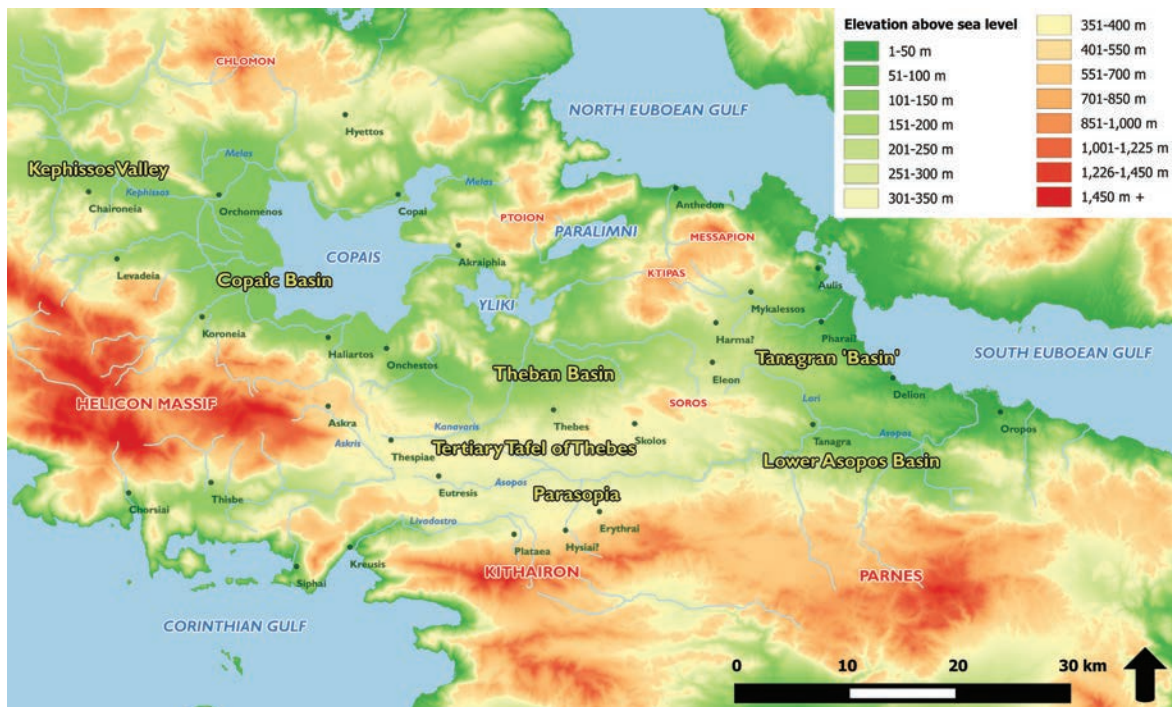 Elevation above sea level
1-50 m
51-100 m
101-150 m
151-200 m
201-250 m
251-300 m
301-350 m
351-400 m
401-550 m
551-700 m
701-850 m
851-1,000 m
1,001-1,225 m
1,226-1,450 m
1,450 m +
CHLOMON
NORTH EUBOEAN GULF
Hyettos
Melas
Kephissos Valley
Kephissos
Chaironeia
Orchomenos
Copai
Melas
Anthedon
PTOION
PARALIMNI
MESSAPION
COPAIS
Akraiphia
Levadeia
KTIPAS
Aulis
Copaic Basin
YLIKI
Mykalessos
Koroneia
Harma?
Pharai?
Haliartos
Onchestos
Tanagran 'Basin'
SOUTH EUBOEAN GULF
Eleon
Theban Basin
Delion
HELICON MASSIF
SOROS
Lari
Askra
Thebes
Oropos
Kanavaris
Skolos
Tanagra
Asopos
Askris
Thespiae
Tertiary Tafel of Thebes
Lower Asopos Basin
Eutresis
Asopos
Thisbe
Parasopia
Chorsiai
Livadostro
Erythrai
Plataea
Hysiai?
Kreusis
Siphai
KITHAIRON
PARNES
CORINTHIAN GULF
0
10
20
30 km